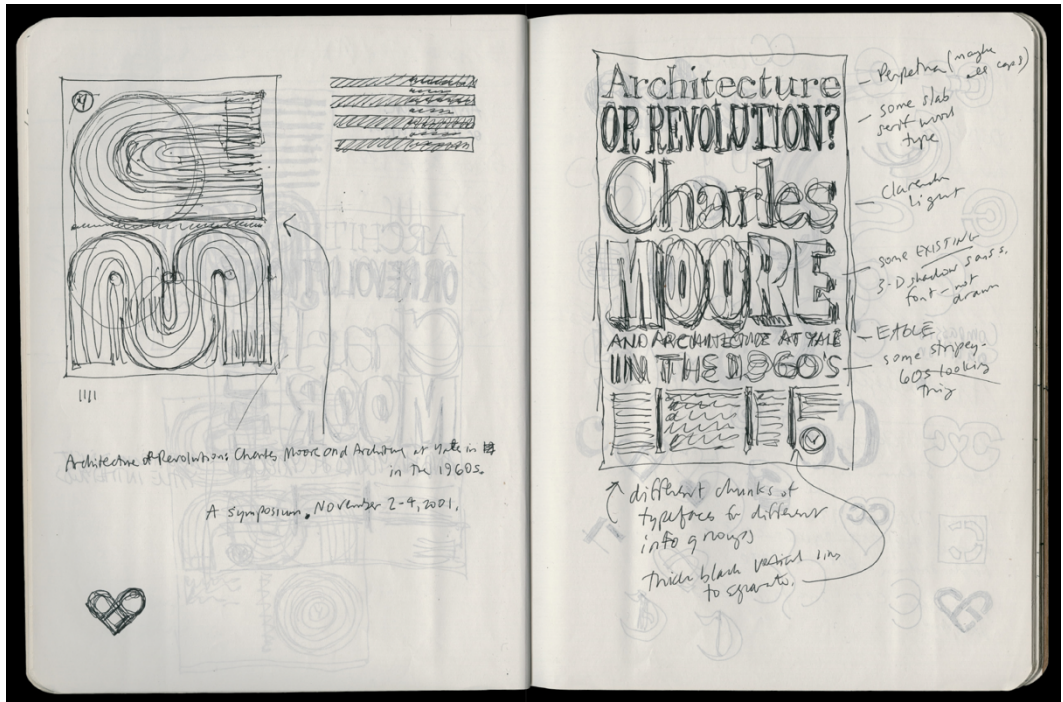 Architecture or Revolution: Charles Moore and Architecture at Yale in
in the 1960s.
A symposium. November 2-4, 2001.
Architecture
OR REVOLUTION?
Charles
MOORE
AND ARCHITECTURE AT YALE
IN THE 1960'S
Perpetua (maybe
all caps)
some slab
serif wood
type
Clarendon
Light
some EXISTING
3-D shadow sans.
font - not
drawn
EAGLE
some stripey-
60s looking
thing
different chunks of
typefaces for different
info groups
thick black vertical lines
to separate.